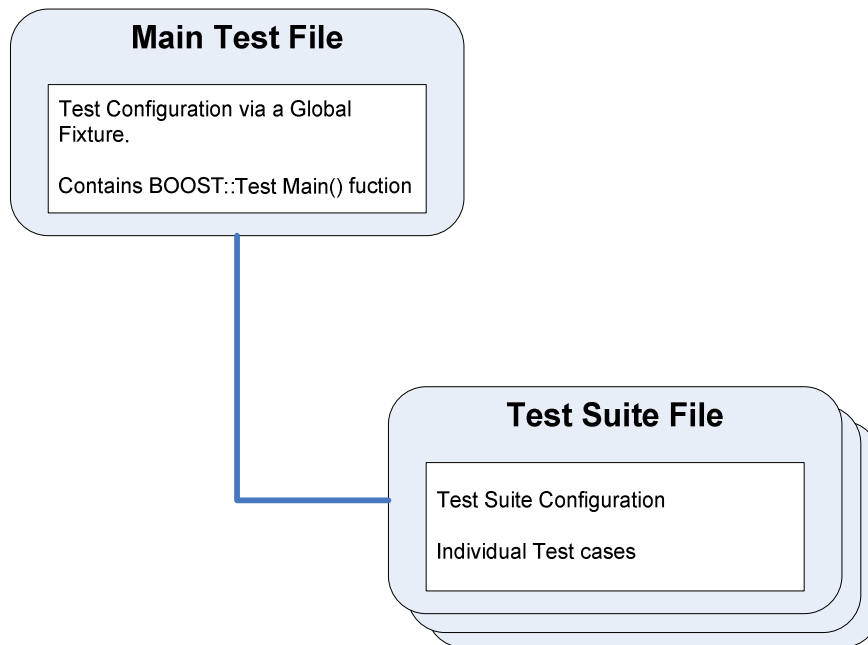 Main Test File
Test Configuration via a Global
Fixture.
Contains BOOST::Test Main() fuction
Test Suite File
Test Suite Configuration
Individual Test cases